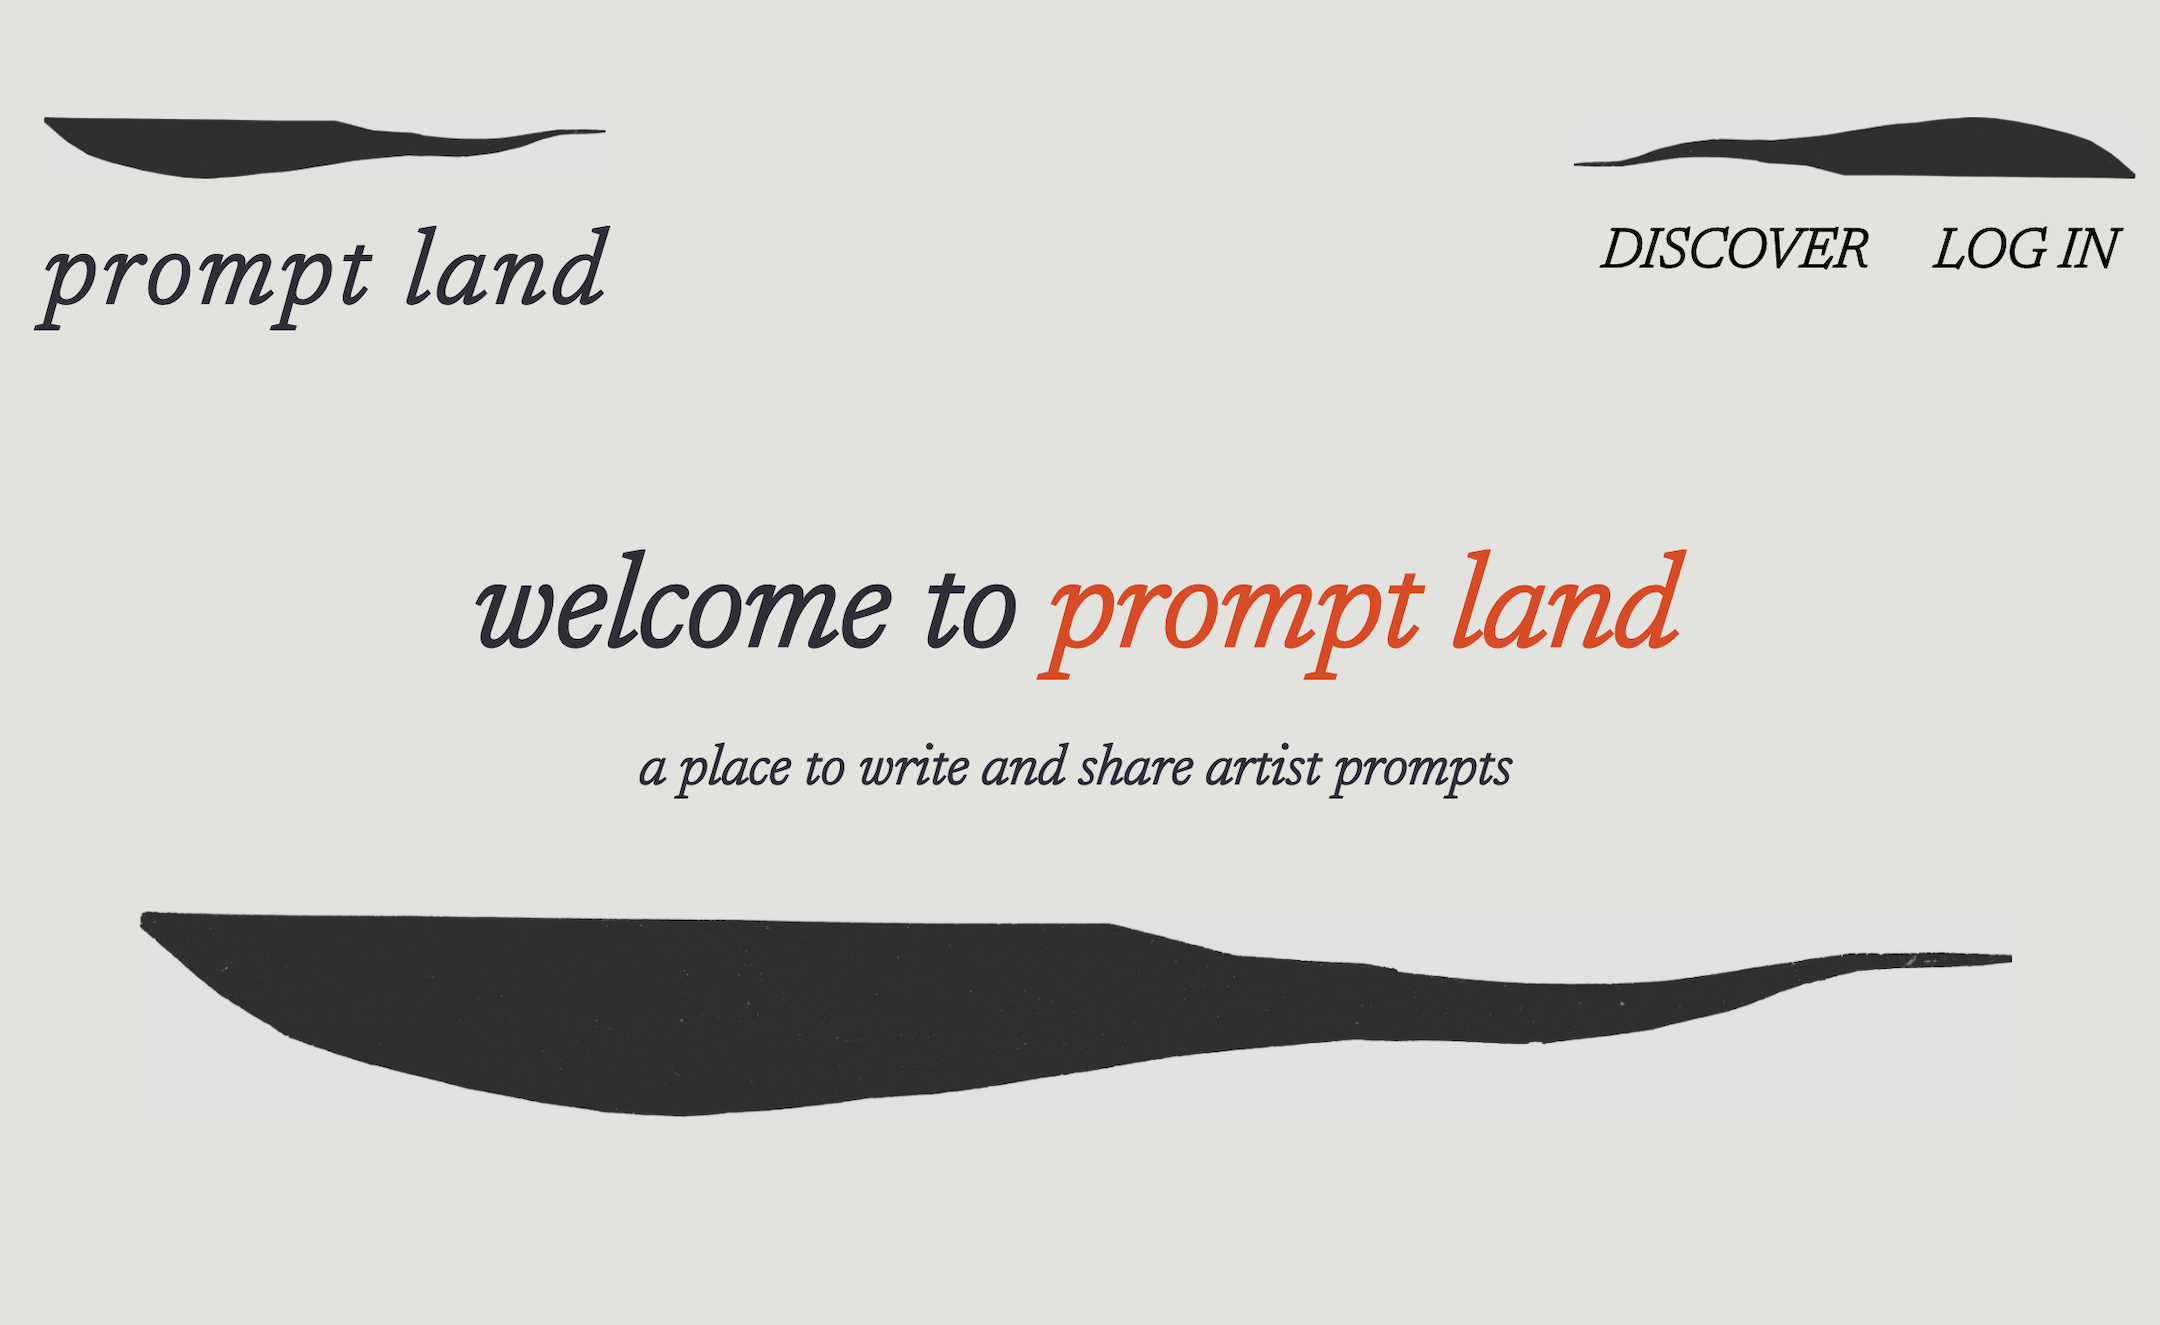 prompt land
DISCOVER LOG IN
welcome to prompt land
a place to write and share artist prompts